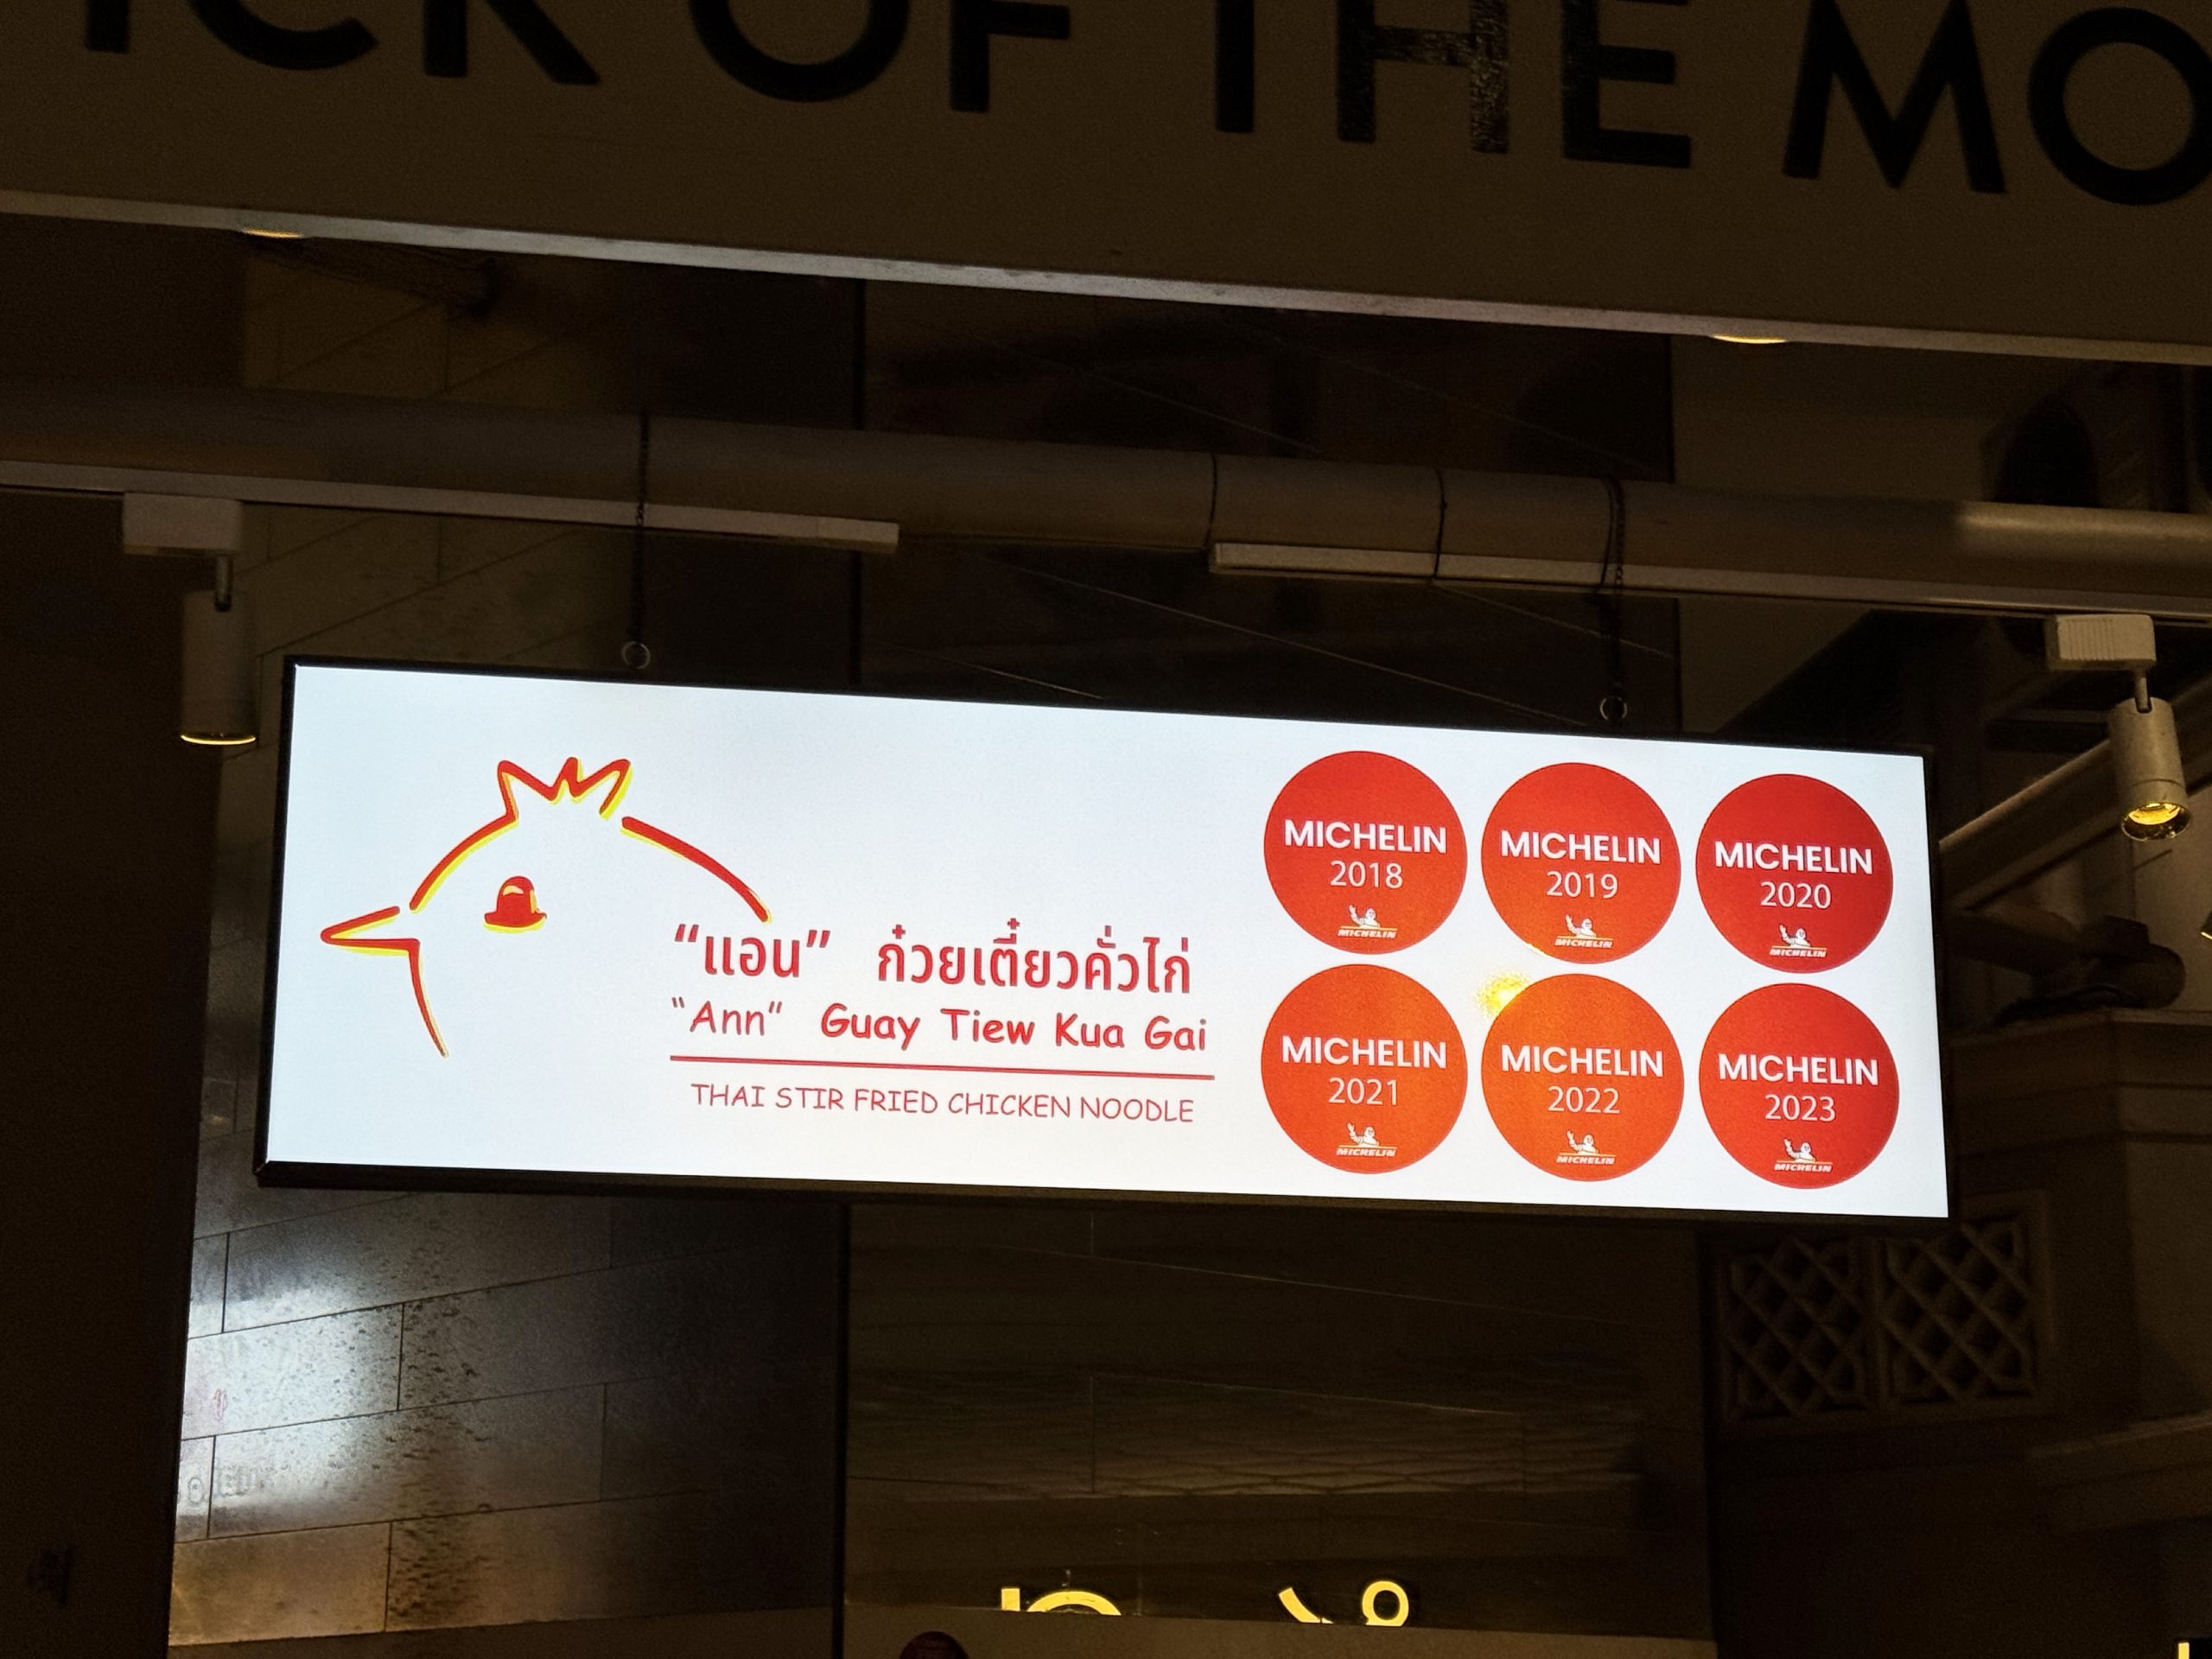 OF THE
"แอน" ก๋วยเตี๋ยวคั่วไก่
"Ann" Guay Tiew Kua Gai
THAI STIR FRIED CHICKEN NOODLE
MICHELIN
2018
MICHELIN
MICHELIN
2019
MICHELIN
MICHELIN
2020
MICHELIN
MICHELIN
2021
MICHELIN
MICHELIN
2022
MICHELIN
MICHELIN
2023
MICHELIN